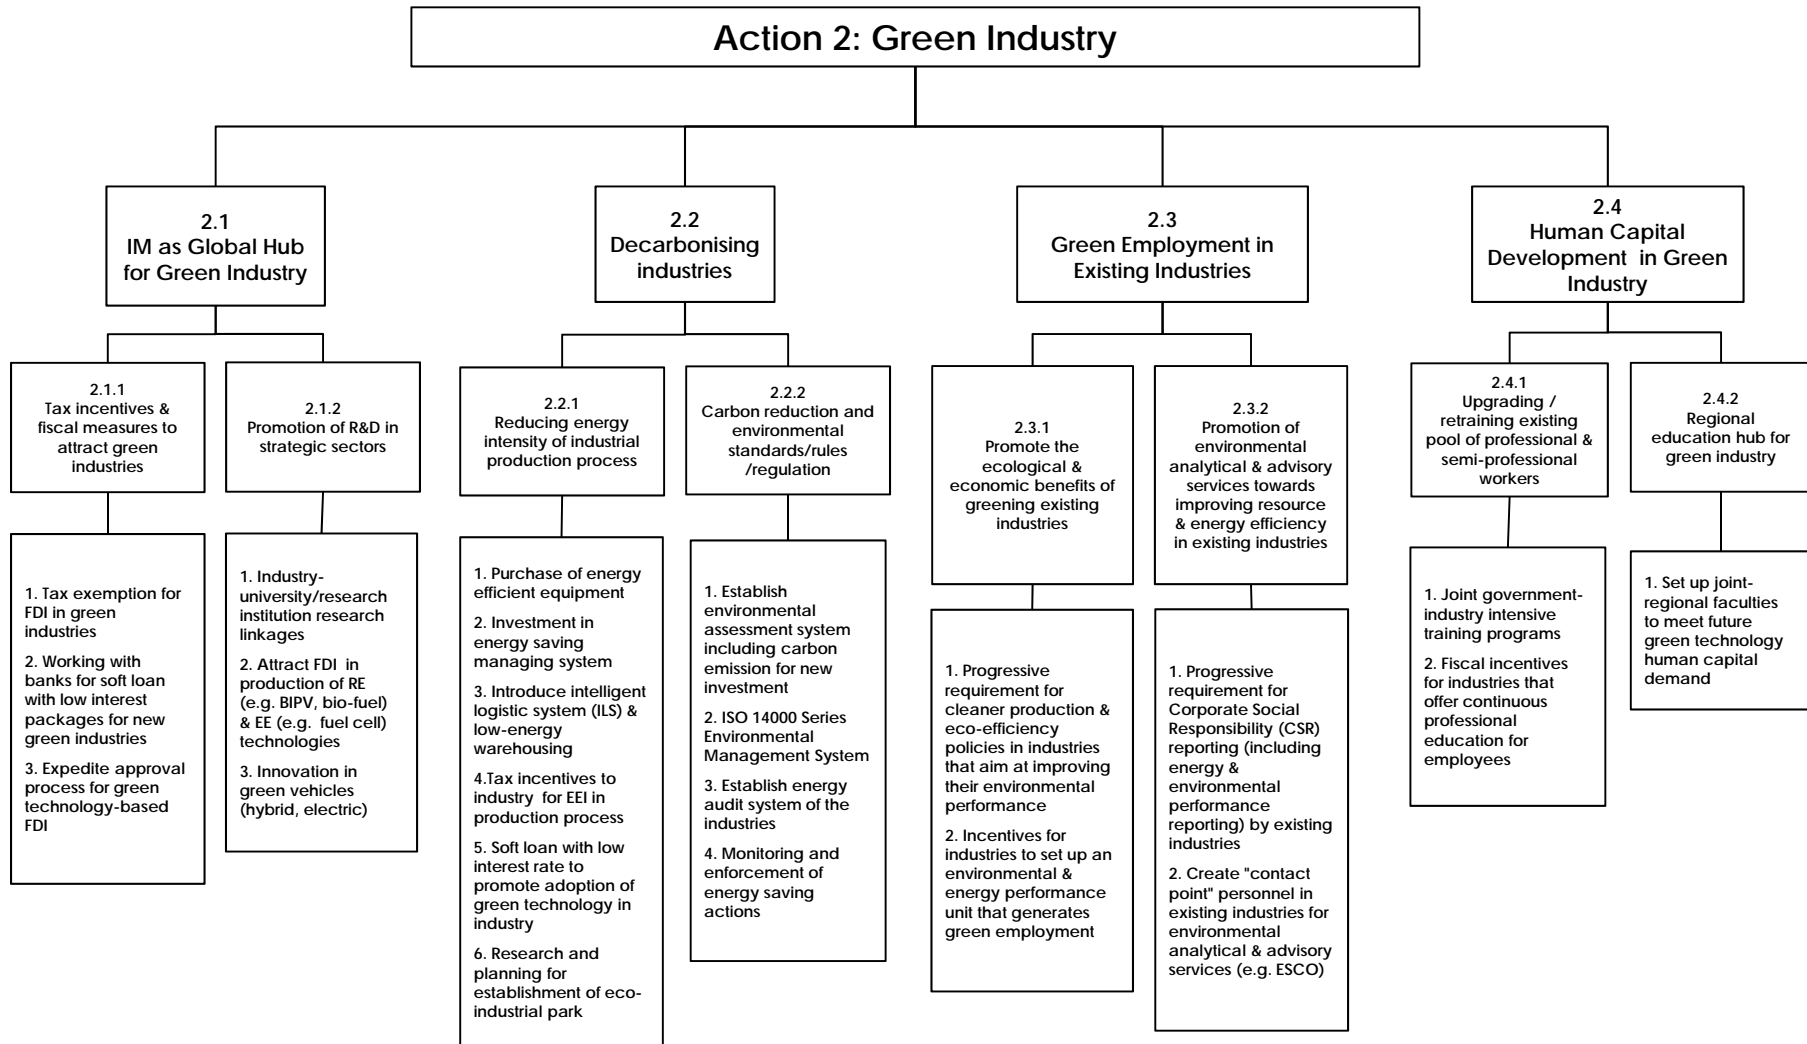 Action 2: Green Industry
2.1
IM as Global Hub
for Green Industry
2.2
Decarbonising
industries
2.3
Green Employment in
Existing Industries
2.4
Human Capital
Development in Green
Industry
2.1.1
Tax incentives &
fiscal measures to
attract green
industries
2.1.2
Promotion of R&D in
strategic sectors
2.2.1
Reducing energy
intensity of industrial
production process
2.2.2
Carbon reduction and
environmental
standards/rules
/regulation
2.3.1
Promote the
ecological &
economic benefits of
greening existing
industries
2.3.2
Promotion of
environmental
analytical & advisory
services towards
improving resource
& energy efficiency
in existing industries
2.4.1
Upgrading /
retraining existing
pool of professional &
semi-professional
workers
2.4.2
Regional
education hub for
green industry
1. Tax exemption for
FDI in green
industries
2. Working with
banks for soft loan
with low interest
packages for new
green industries
3. Expedite approval
process for green
technology-based
FDI
1. Industry-
university/research
institution research
linkages
2. Attract FDI in
production of RE
(e.g. BIPV, bio-fuel)
& EE (e.g. fuel cell)
technologies
3. Innovation in
green vehicles
(hybrid, electric)
1. Purchase of energy
efficient equipment
2. Investment in
energy saving
managing system
3. Introduce intelligent
logistic system (ILS) &
low-energy
warehousing
4.Tax incentives to
industry for EEI in
production process
5. Soft loan with low
interest rate to
promote adoption of
green technology in
industry
6. Research and
planning for
establishment of eco-
industrial park
1. Establish
environmental
assessment system
including carbon
emission for new
investment
2. ISO 14000 Series
Environmental
Management System
3. Establish energy
audit system of the
industries
4. Monitoring and
enforcement of
energy saving
actions
1. Progressive
requirement for
cleaner production &
eco-efficiency
policies in industries
that aim at improving
their environmental
performance
2. Incentives for
industries to set up an
environmental &
energy performance
unit that generates
green employment
1. Progressive
requirement for
Corporate Social
Responsibility (CSR)
reporting (including
energy &
environmental
performance
reporting) by existing
industries
2. Create "contact
point" personnel in
existing industries for
environmental
analytical & advisory
services (e.g. ESCO)
1. Joint government-
industry intensive
training programs
2. Fiscal incentives
for industries that
offer continuous
professional
education for
employees
1. Set up joint-
regional faculties
to meet future
green technology
human capital
demand